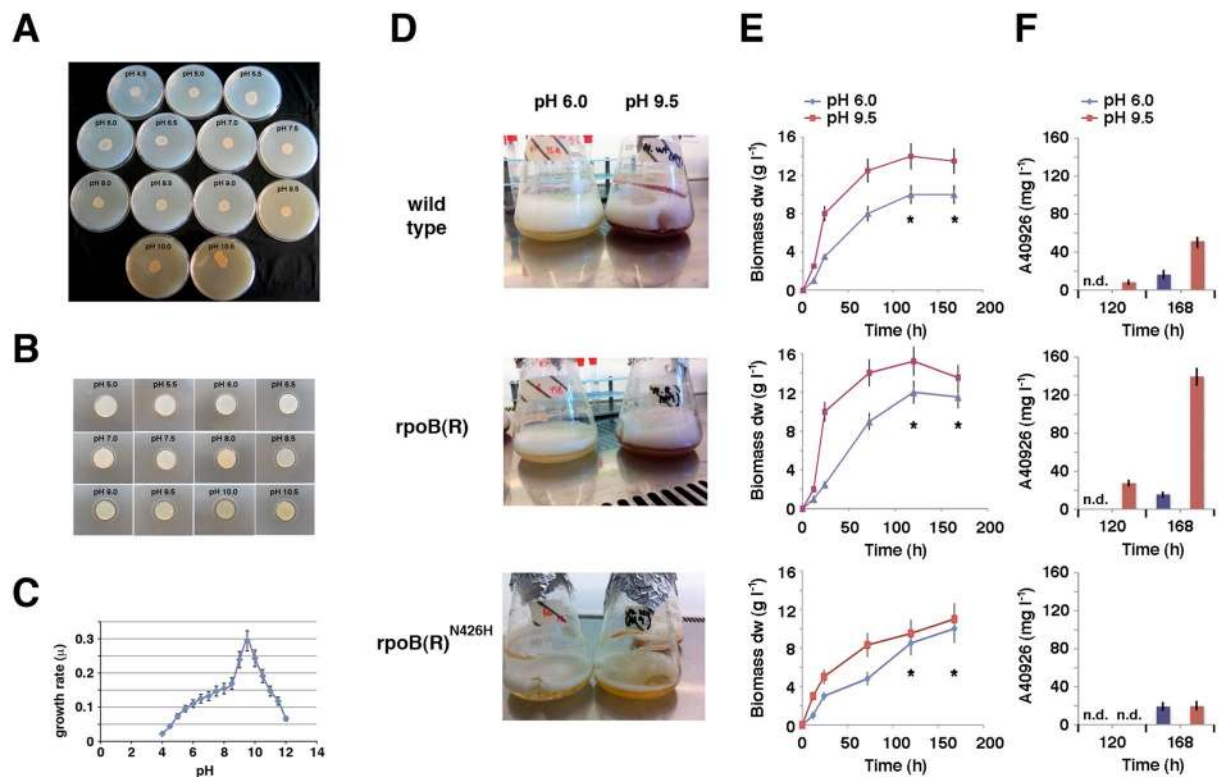 A
pH 4.5
pH 5.0
pH 5.5
pH 6.0
pH 6.5
pH 7.0
pH 7.5
pH 8.0
pH 9.0
pH 9.5
pH 10.0
pH 10.5
B
pH 5.0
pH 5.5
pH 6.0
pH 6.5
pH 7.0
pH 7.5
pH 8.0
pH 8.5
pH 9.0
pH 9.5
pH 10.0
pH 10.5
C
growth rate (μ)
0.3
0.2
0.1
0
0 2 4 6 8 10 12 14
pH
D
pH 6.0 pH 9.5
wild
type
rpoB(R)
rpoB(R)N426H
E
pH 6.0
pH 9.5
Biomass dw (g l-1)
16
12
8
4
0
0 50 100 150 200
* *
Time (h)
Biomass dw (g l-1)
16
12
8
4
0
0 50 100 150 200
* *
Time (h)
Biomass dw (g l-1)
16
12
8
4
0
0 50 100 150 200
* *
Time (h)
F
pH 6.0
pH 9.5
A40926 (mg l-1)
160
120
80
40
0
n.d.
120 168
Time (h)
A40926 (mg l-1)
160
120
80
40
0
n.d.
120 168
Time (h)
A40926 (mg l-1)
160
120
80
40
0
n.d. n.d.
120 168
Time (h)